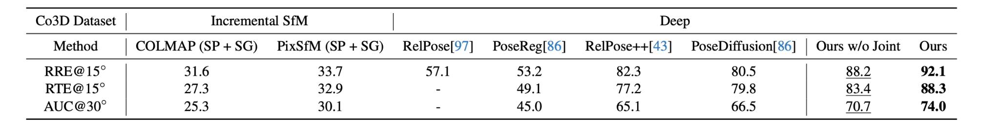 Co3D Dataset Incremental SfM Deep
Method COLMAP (SP + SG) PixSfM (SP + SG) RelPose[97] PoseReg[86] RelPose++[43] PoseDiffusion[86] Ours w/o Joint Ours
RRE@15° 31.6 33.7 57.1 53.2 82.3 80.5 88.2 92.1
RTE@15° 27.3 32.9 - 49.1 77.2 79.8 83.4 88.3
AUC@30° 25.3 30.1 - 45.0 65.1 66.5 70.7 74.0